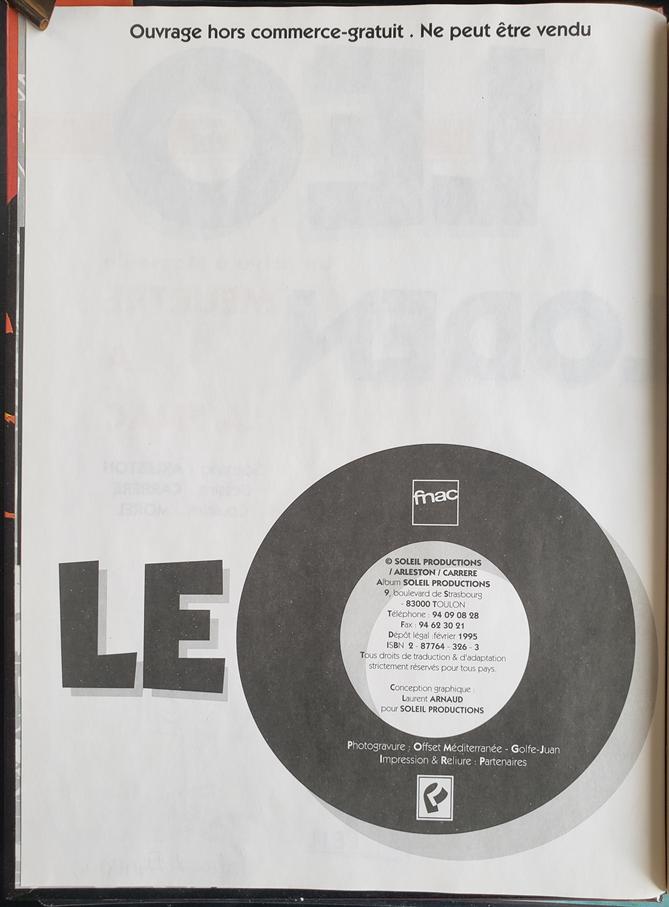 Ouvrage hors commerce-gratuit . Ne peut être vendu
fnac
© SOLEIL PRODUCTIONS
/ ARLESTON / CARRERE
Album SOLEIL PRODUCTIONS
9, boulevard de Strasbourg
- 83000 TOULON
Téléphone : 94 09 08 28
Fax : 94 62 30 21
Dépôt légal :février 1995
ISBN 2 - 87764 - 326 - 3
Tous droits de traduction & d'adaptation
strictement réservés pour tous pays.
Conception graphique :
Laurent ARNAUD
pour SOLEIL PRODUCTIONS
LEO
Photogravure : Offset Méditerranée - Golfe-Juan
Impression & Reliure : Partenaires